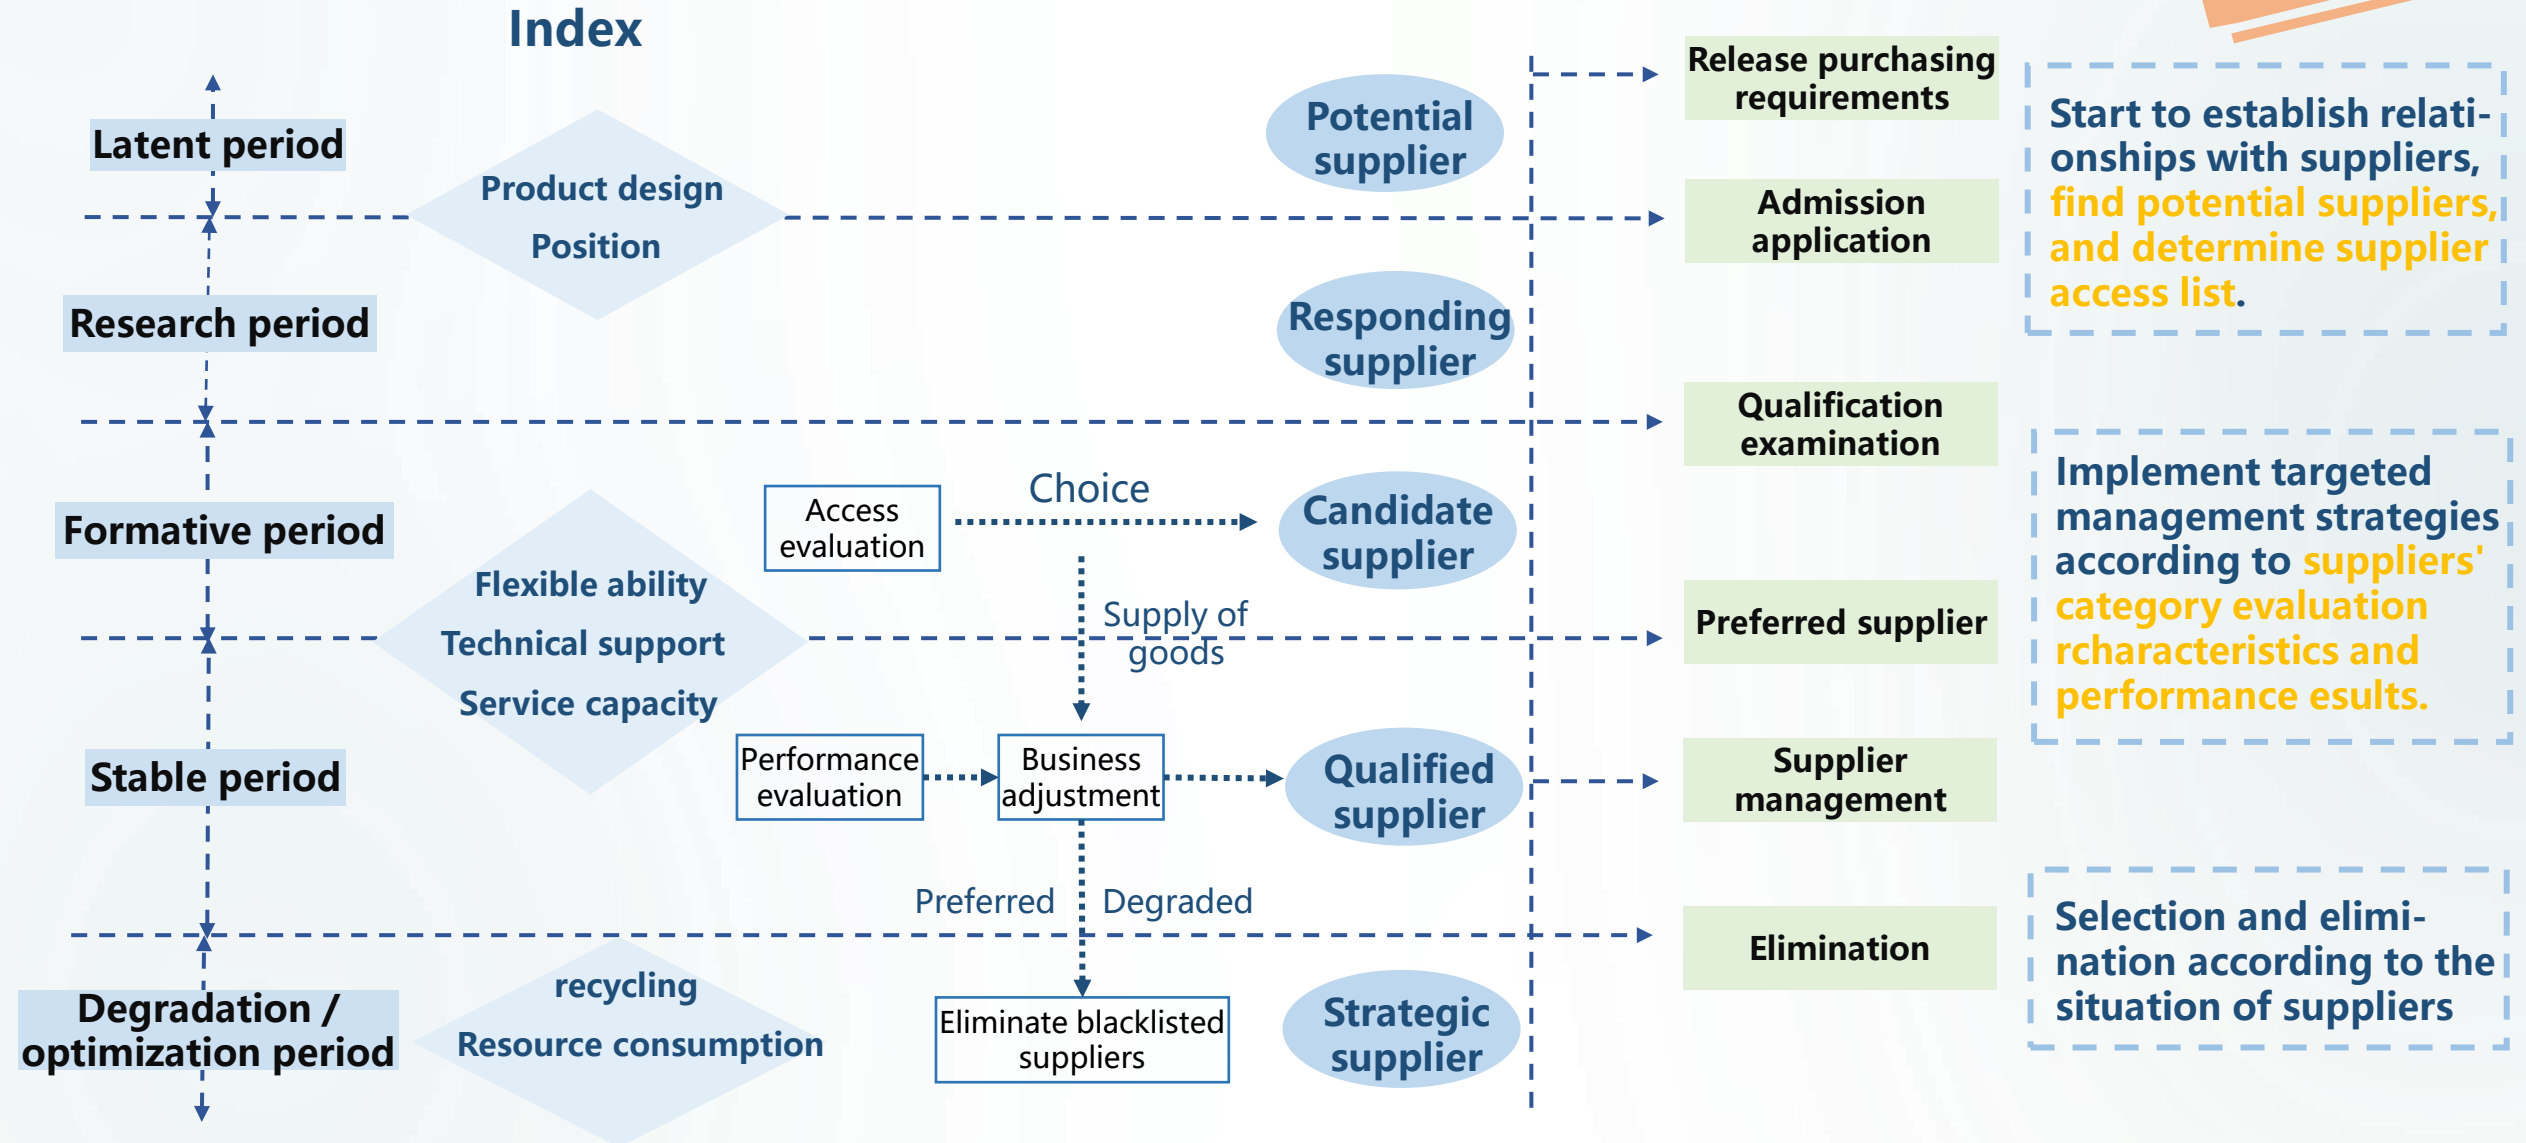 Index
Latent period
Research period
Formative period
Stable period
Degradation /
optimization period
Product design
Position
Flexible ability
Technical support
Service capacity
recycling
Resource consumption
Access
evaluation
Choice
Supply of
goods
Performance
evaluation
Business
adjustment
Preferred
Degraded
Eliminate blacklisted
suppliers
Potential
supplier
Responding
supplier
Candidate
supplier
Qualified
supplier
Strategic
supplier
Release purchasing
requirements
Admission
application
Qualification
examination
Preferred supplier
Supplier
management
Elimination
Start to establish relati-
onships with suppliers,
find potential suppliers,
and determine supplier
access list.
Implement targeted
management strategies
according to suppliers'
category evaluation
rcharacteristics and
performance esults.
Selection and elimi-
nation according to the
situation of suppliers